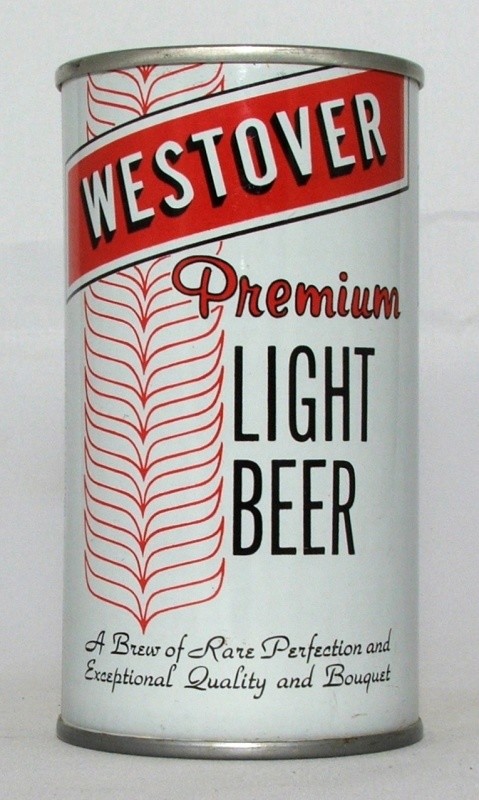 WESTOVER
Premium
LIGHT
BEER
A Brew of Rare Perfection and
Exceptional Quality and Bouquet